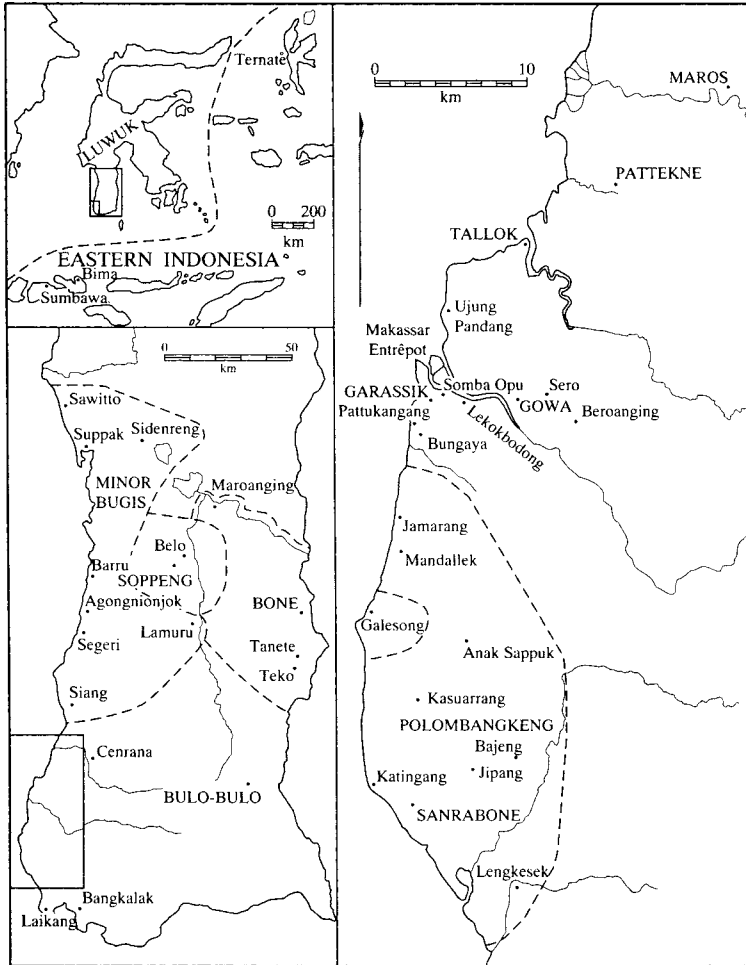 Ternate
LUWUK
0 200
km
EASTERN INDONESIA
Bima
Sumbawa
0 50
km
Sawitto
Sidenreng
Suppak
MINOR
BUGIS
Maroanging
Belo
SOPPENG
Barru
Agongnionjok
BONE
Lamuru
Segeri
Tanete
Teko
Siang
Cenrana
BULO-BULO
Bangkalak
Laikang
0 10
km
MAROS
PATTEKNE
TALLOK
Ujung
Pandang
Makassar
Entrêpot
Somba Opu
Sero
GARASSIK
GOWA
Pattukangang
Lekokbodong
Beroanging
Bungaya
Jamarang
Mandallek
Galesong
Anak Sappuk
Kasuarrang
POLOMBANGKENG
Bajeng
Jipang
Katingang
SANRABONE
Lengkesek